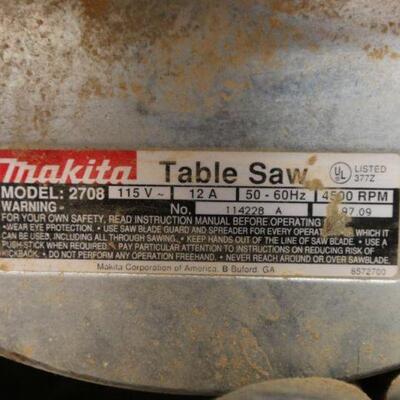 makita Table Saw UL LISTED 377Z
MODEL: 2708 115 V~ 12 A 50 - 60Hz 4500 RPM
WARNING No. 114228 A 97.09
FOR YOUR OWN SAFETY, READ INSTRUCTION MANUAL BEFORE OPERATING
•WEAR EYE PROTECTION. • USE SAW BLADE GUARD AND SPREADER FOR EVERY OPERATION FOR WHICH IT
CAN BE USED, INCLUDING ALL THROUGH SAWING. • KEEP HANDS OUT OF THE LINE OF SAW BLADE. • USE A
PUSH-STICK WHEN REQUIRED. • PAY PARTICULAR ATTENTION TO INSTRUCTIONS ON REDUCING RISK OF
KICKBACK. • DO NOT PERFORM ANY OPERATION FREEHAND. • NEVER REACH AROUND OR OVER SAWBLADE.
Makita Corporation of America, B Buford, GA 8572700